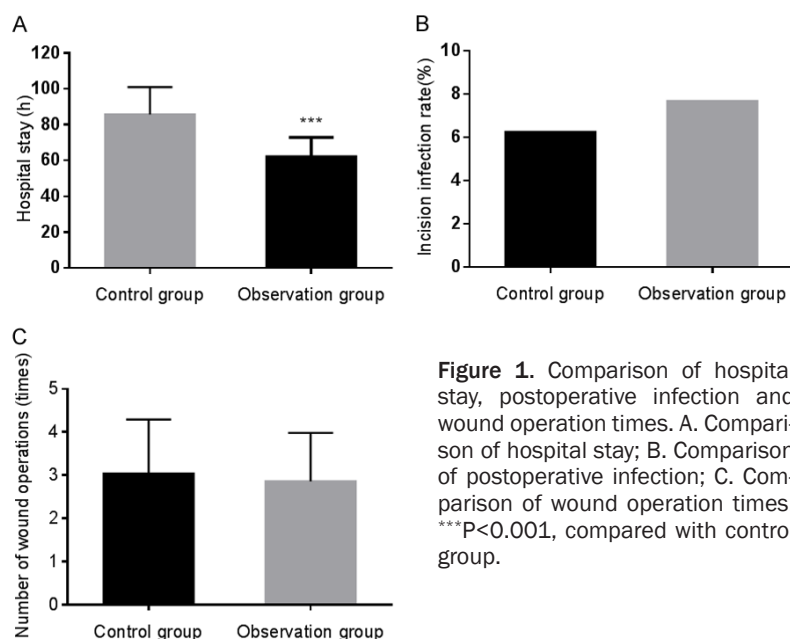 A
Hospital stay (h)
120
100
80
60
40
20
0
***
Control group
Observation group
B
Incision infection rate(%)
10
8
6
4
2
0
Control group
Observation group
C
Number of wound operations (times)
5
4
3
2
1
0
Control group
Observation group
Figure 1. Comparison of hospita
stay, postoperative infection and
wound operation times. A. Compari-
son of hospital stay; B. Comparison
of postoperative infection; C. Com-
parison of wound operation times
***P<0.001, compared with contro
group.